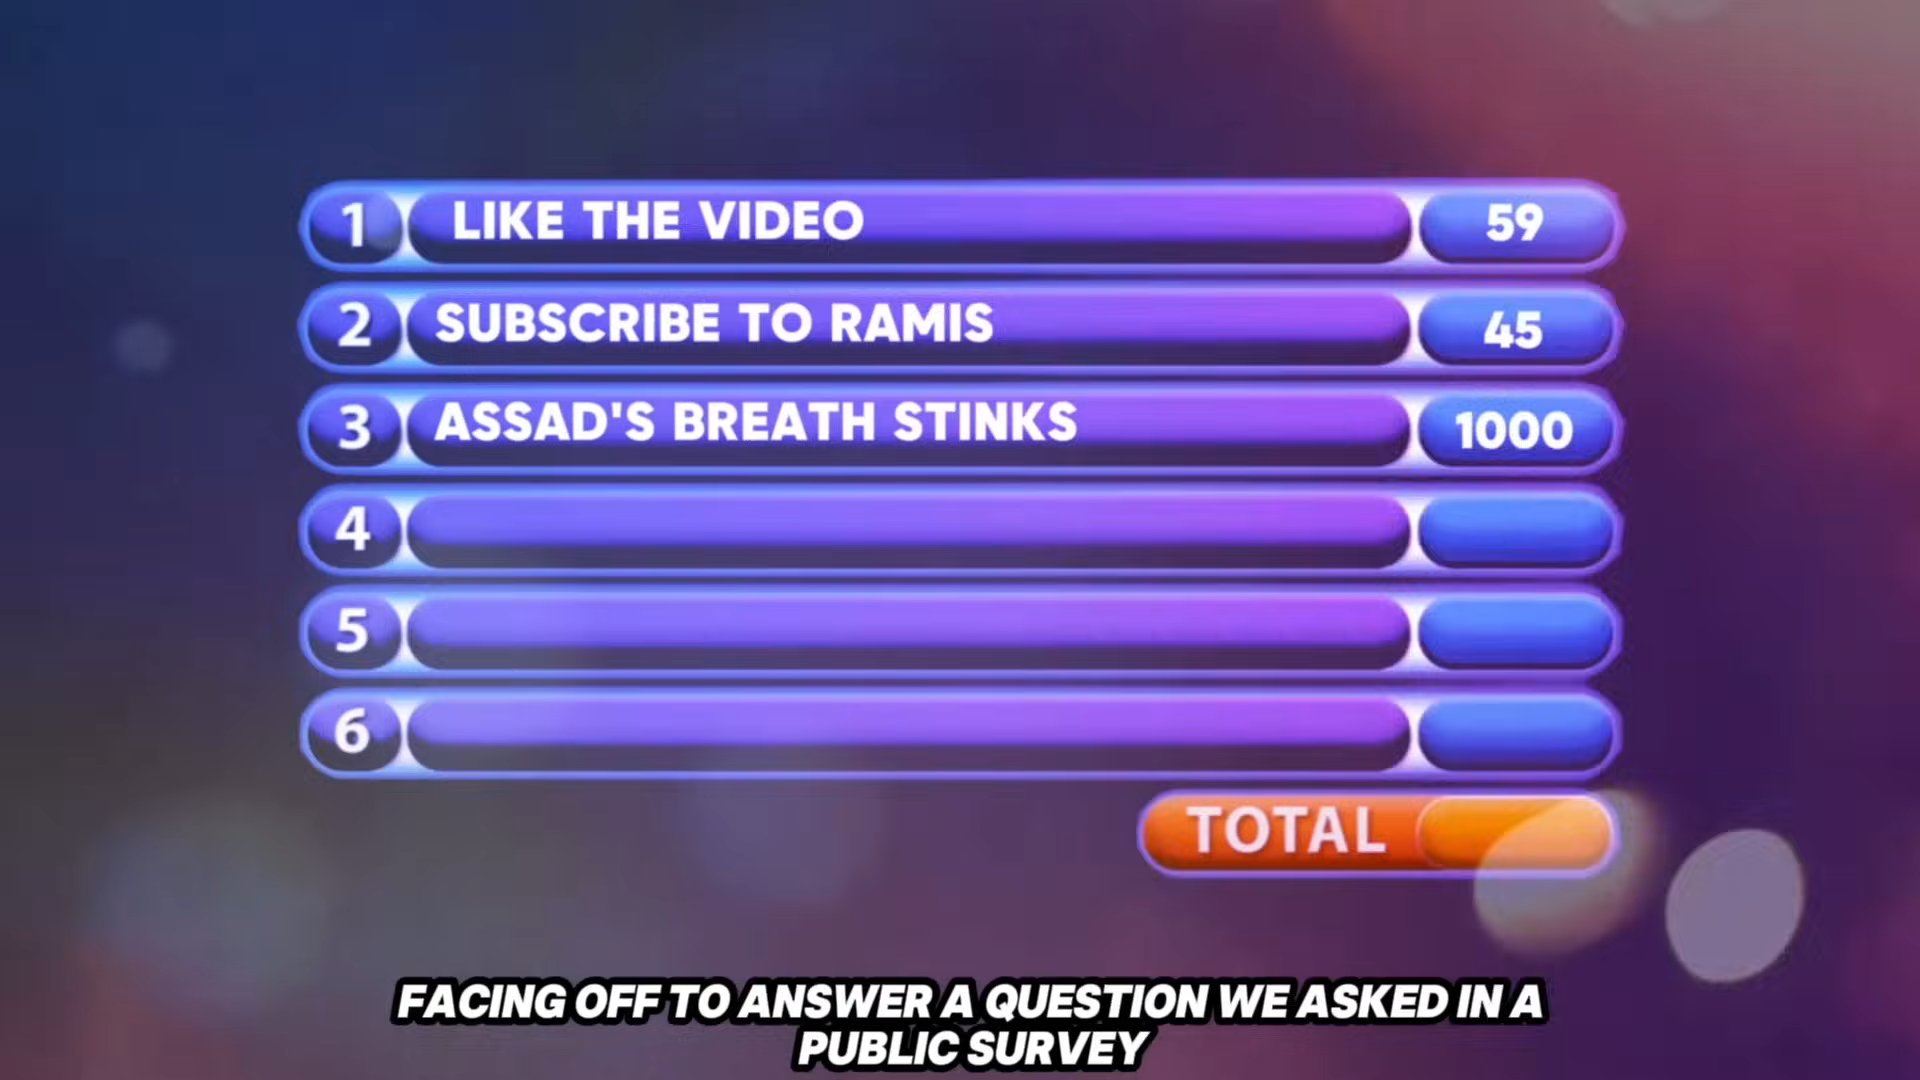 1 LIKE THE VIDEO 59
2 SUBSCRIBE TO RAMIS 45
3 ASSAD'S BREATH STINKS 1000
4
5
6
TOTAL
FACING OFF TO ANSWER A QUESTION WE ASKED IN A
PUBLIC SURVEY